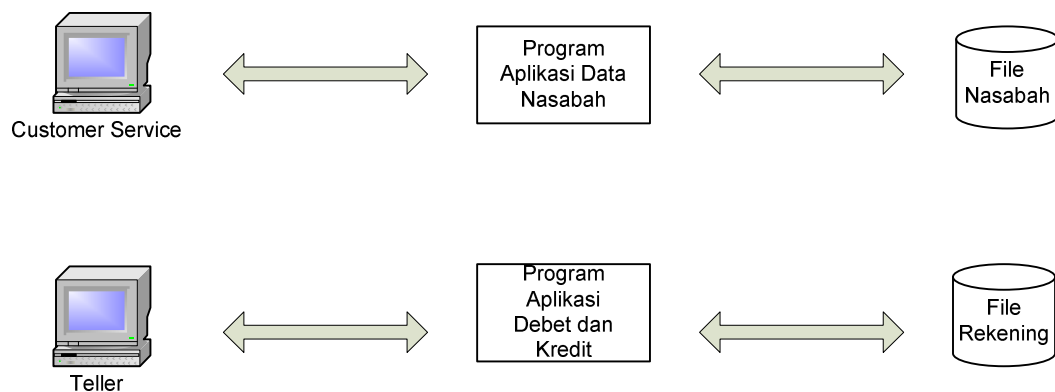 Customer Service
Program
Aplikasi Data
Nasabah
File
Nasabah
Teller
Program
Aplikasi
Debet dan
Kredit
File
Rekening